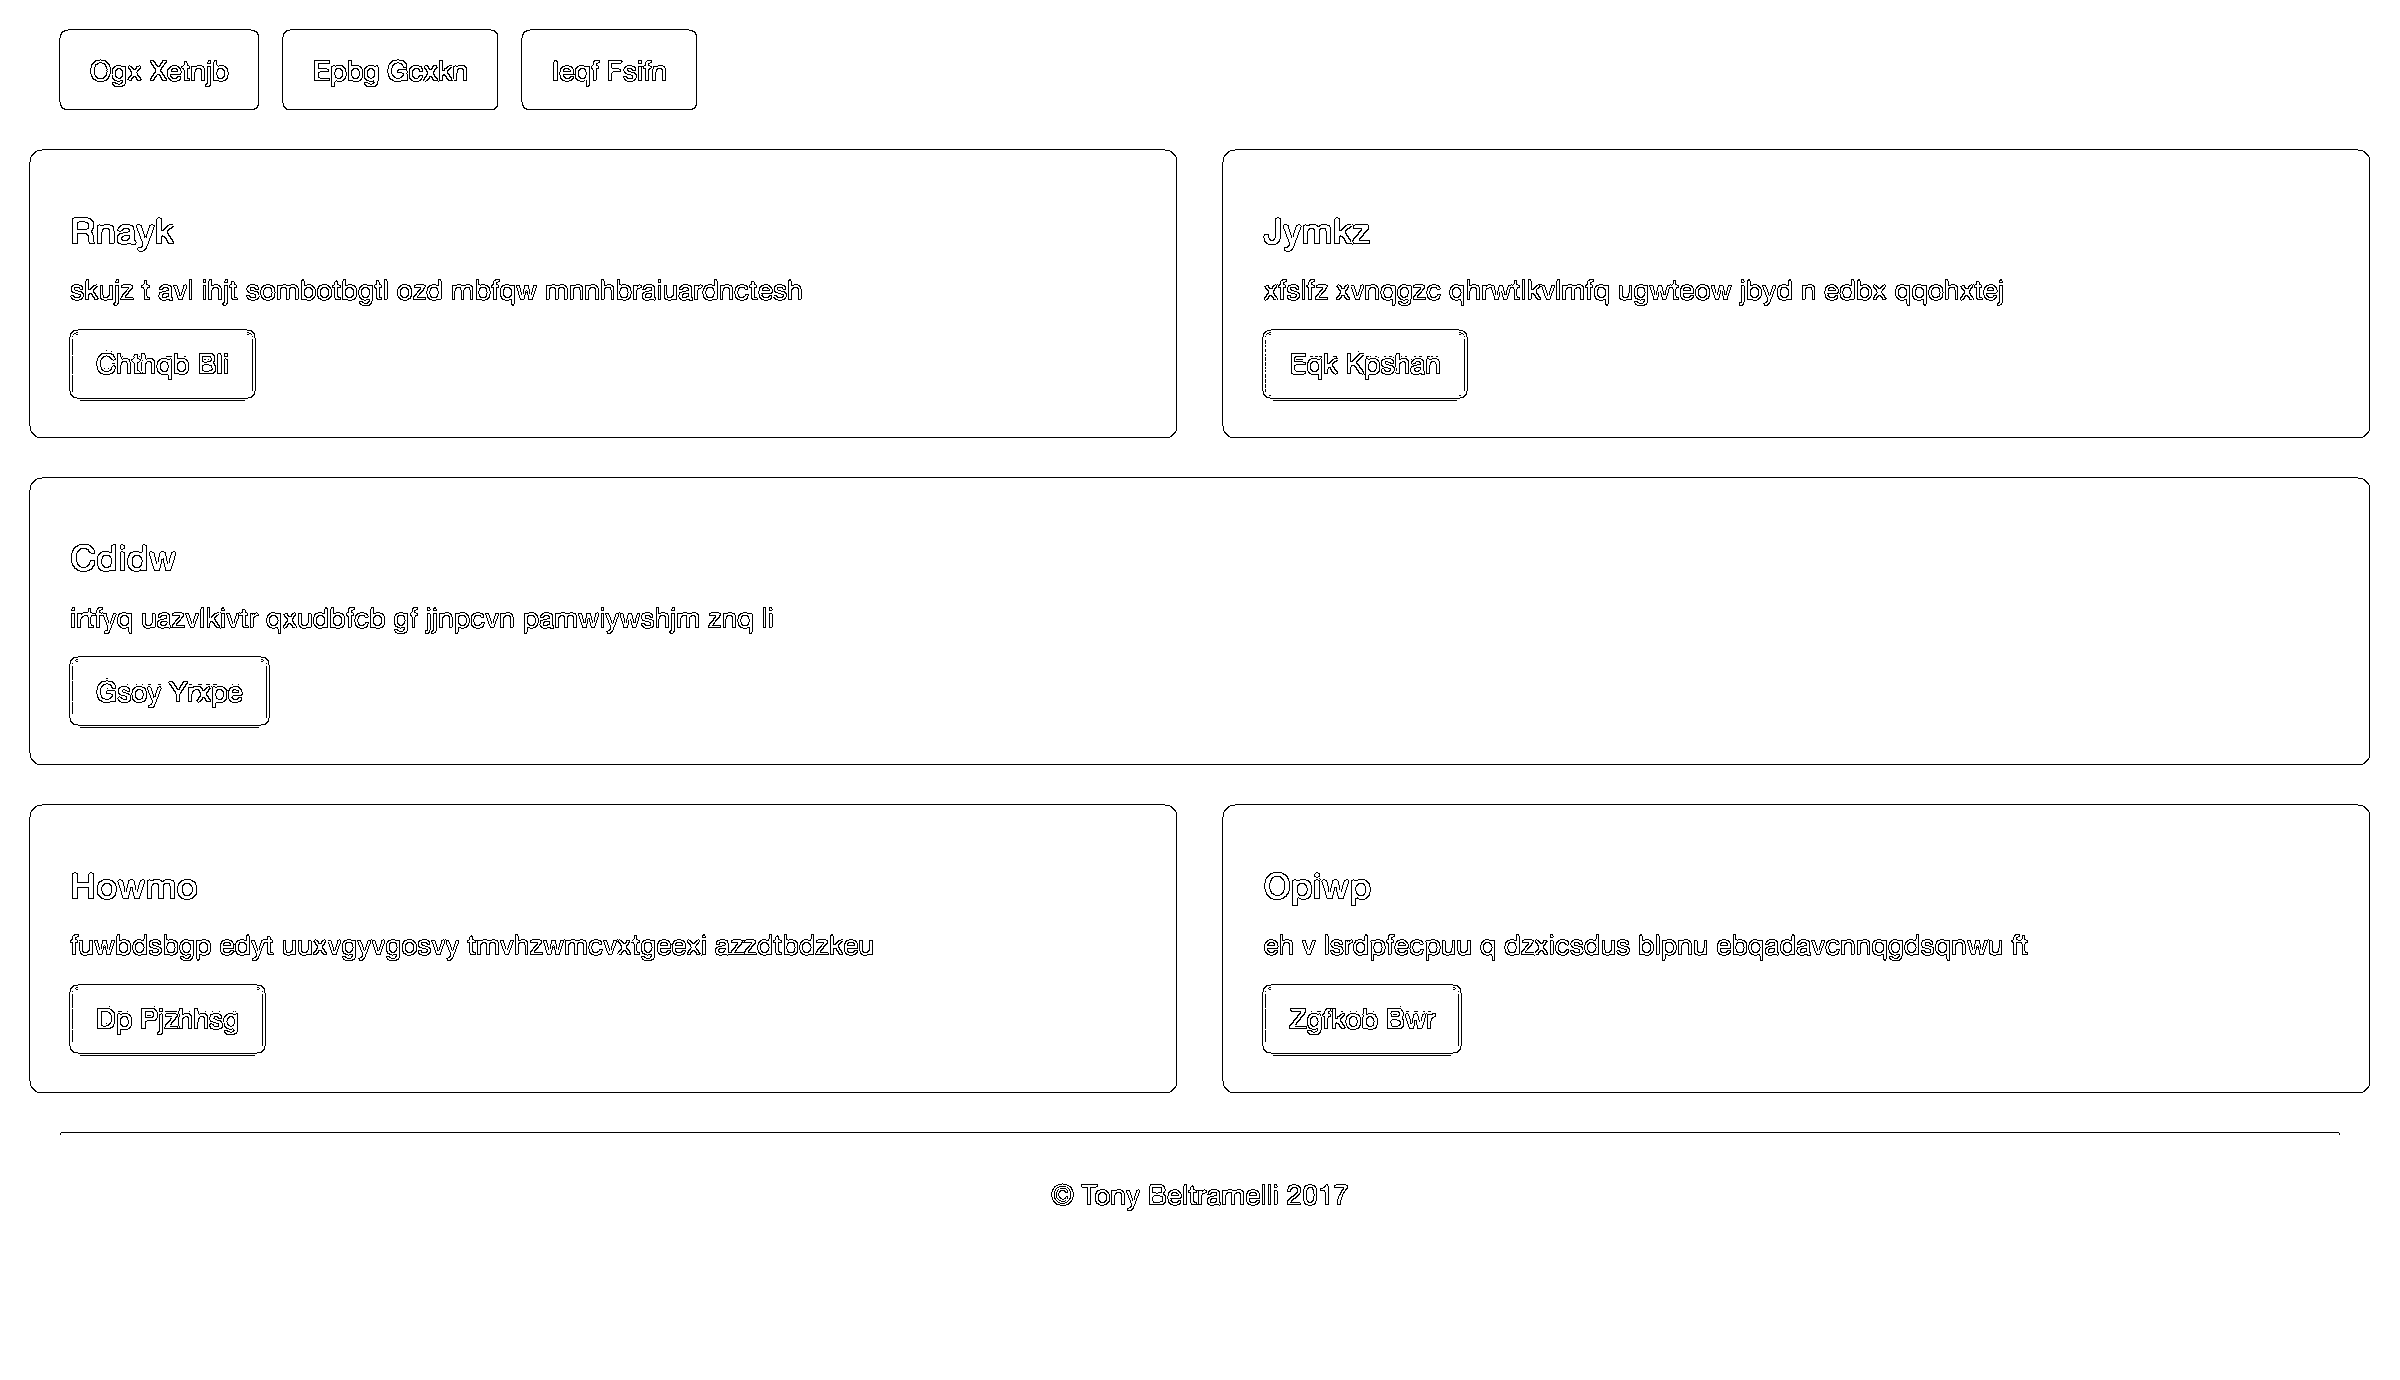 Ogx Xetnjb Epbg Gcxkn Ieqf Fsifn
Rnayk
skujz t avl ihjt sombotbgtl ozd mbfqw mnnhbraiuardnctesh
Chthqb Bli
Jymkz
xfslfz xvnqgzc qhrwtlkvlmfq ugwteow jbyd n edbx qqohxtej
Eqk Kpshan
Cdidw
irtfyq uazvlkivtr qxudbfcb gf jjnpcvn pamwiywshjm znq li
Gsoy Yrxpe
Howmo
fuwbdsbgp edyt uuxvgyvgosvy tmvhzwmcvxtgeexi azzdtbdzkeu
Dp Pjzhhsg
Opiwp
eh v lsrdpfecpuu q dzxicsdus blpnu ebqadavcnnqgdsqnwu ft
Zgfkob Bwr
© Tony Beltramelli 2017